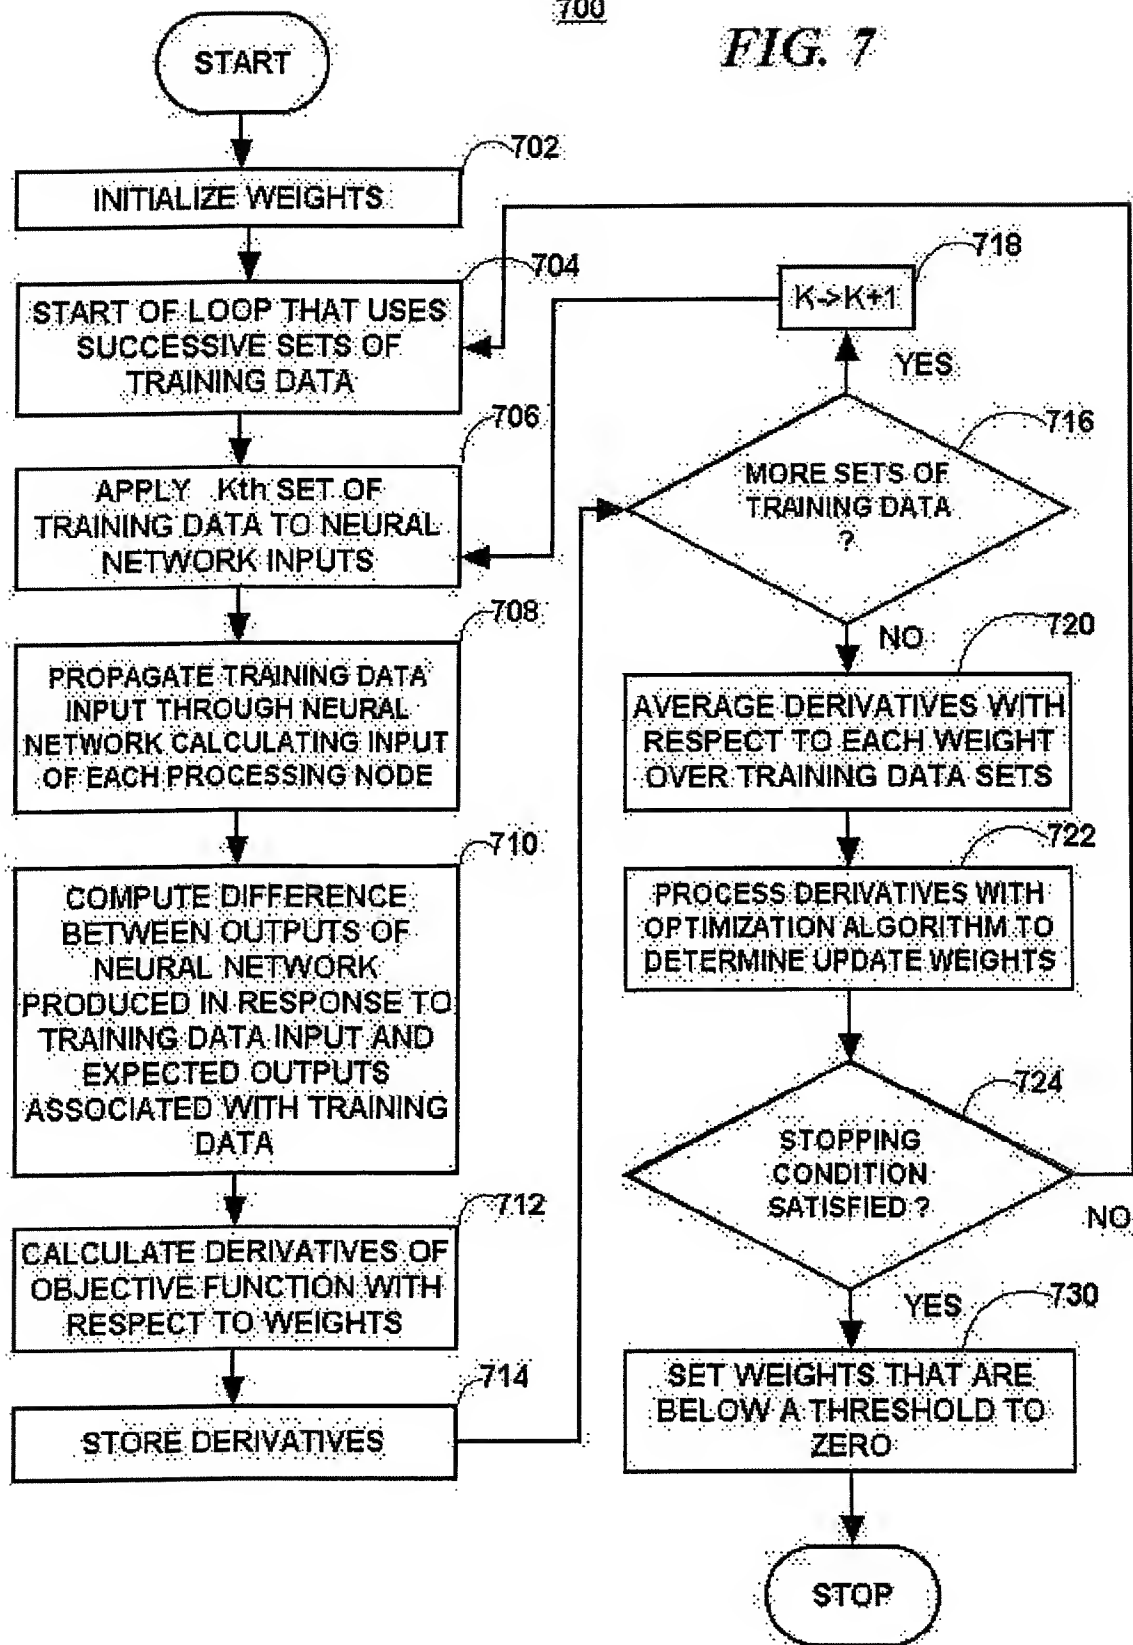 700
FIG. 7
START
702
INITIALIZE WEIGHTS
704
START OF LOOP THAT USES
SUCCESSIVE SETS OF
TRAINING DATA
706
APPLY Kth SET OF
TRAINING DATA TO NEURAL
NETWORK INPUTS
708
PROPAGATE TRAINING DATA
INPUT THROUGH NEURAL
NETWORK CALCULATING INPUT
OF EACH PROCESSING NODE
710
COMPUTE DIFFERENCE
BETWEEN OUTPUTS OF
NEURAL NETWORK
PRODUCED IN RESPONSE TO
TRAINING DATA INPUT AND
EXPECTED OUTPUTS
ASSOCIATED WITH TRAINING
DATA
712
CALCULATE DERIVATIVES OF
OBJECTIVE FUNCTION WITH
RESPECT TO WEIGHTS
714
STORE DERIVATIVES
718
K->K+1
YES
716
MORE SETS OF
TRAINING DATA
?
NO
720
AVERAGE DERIVATIVES WITH
RESPECT TO EACH WEIGHT
OVER TRAINING DATA SETS
722
PROCESS DERIVATIVES WITH
OPTIMIZATION ALGORITHM TO
DETERMINE UPDATE WEIGHTS
724
STOPPING
CONDITION
SATISFIED ?
NO
YES
730
SET WEIGHTS THAT ARE
BELOW A THRESHOLD TO
ZERO
STOP